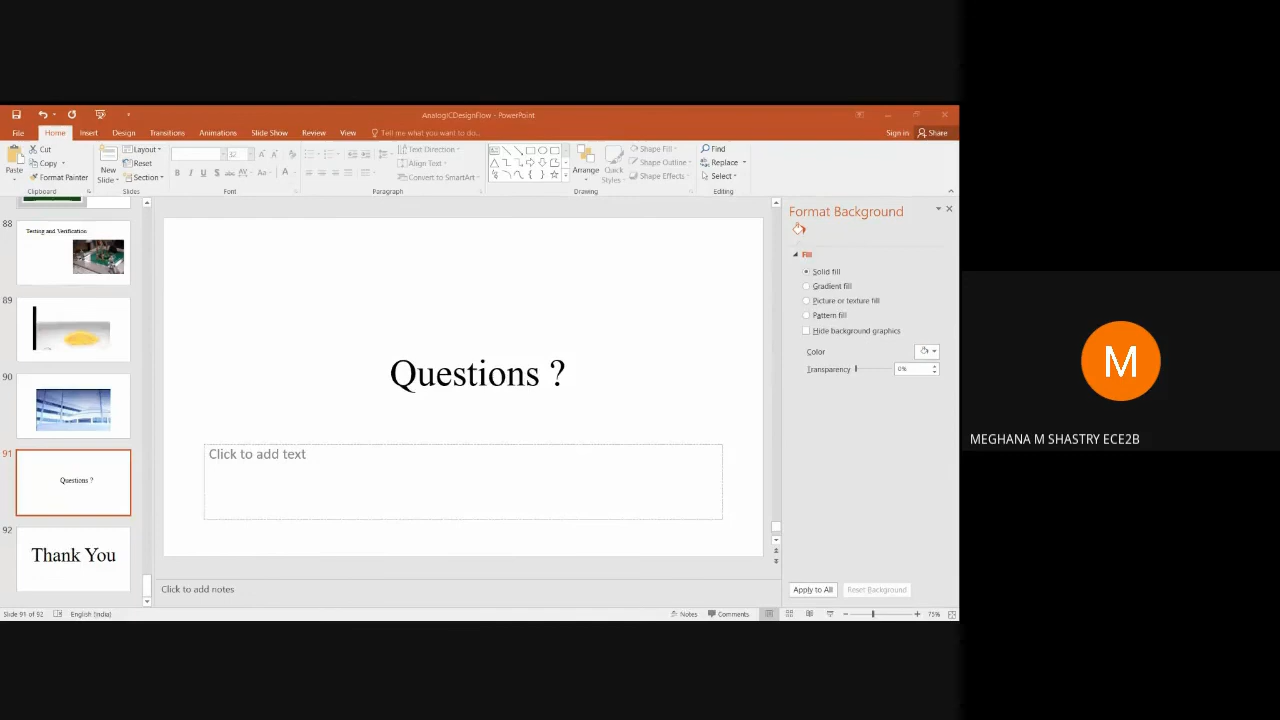 AnalogICDesignFlow - PowerPoint
File Home Insert Design Transitions Animations Slide Show Review View Tell me what you want to do... Sign in Share
Paste
Cut
Copy
Format Painter
Clipboard
New Slide
Layout
Reset
Section
Slides
32
B I U S abc AV Aa A
Font
Text Direction
Align Text
Convert to SmartArt
Paragraph
Arrange
Quick Styles
Shape Fill
Shape Outline
Shape Effects
Drawing
Find
Replace
Select
Editing
88
Testing and Verification
89
90
91
Questions ?
92
Thank You
Questions ?
Click to add text
Click to add notes
Format Background
Fill
Solid fill
Gradient fill
Picture or texture fill
Pattern fill
Hide background graphics
Color
Transparency 0%
Apply to All Reset Background
Slide 91 of 92 English (India) Notes Comments 75%
M
MEGHANA M SHASTRY ECE2B